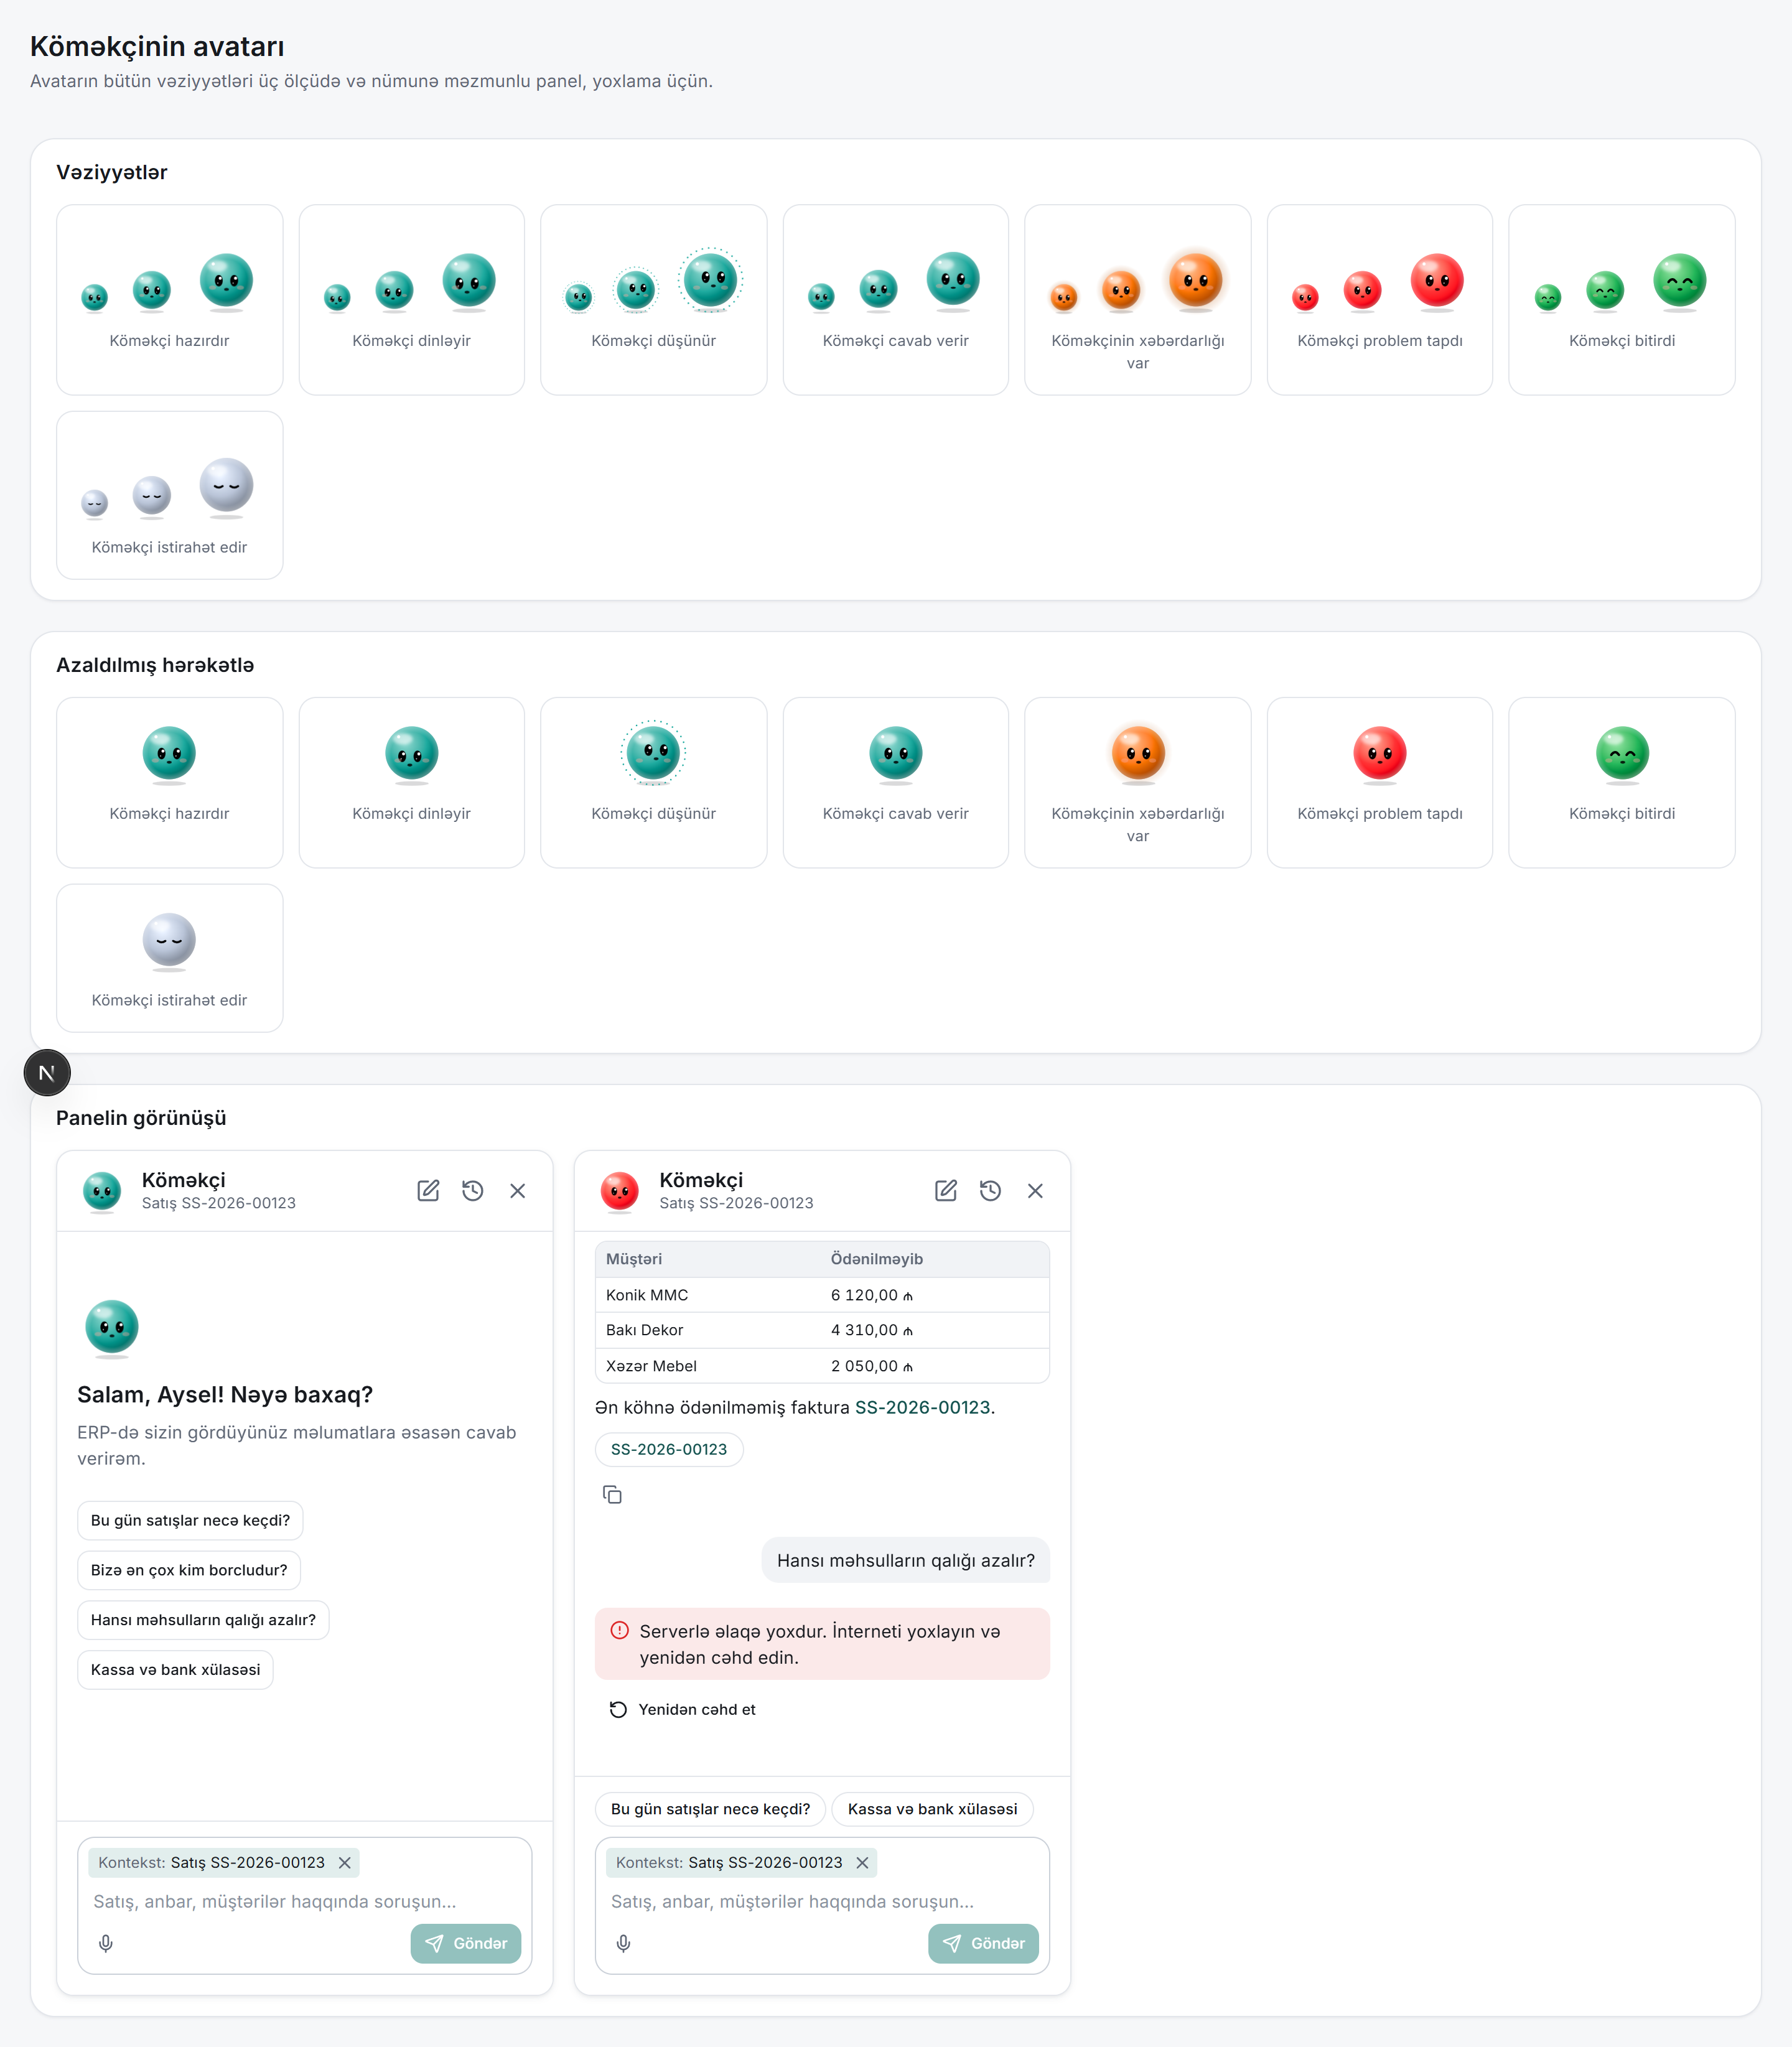 Köməkçinin avatarı
Avatarın bütün vəziyyətləri üç ölçüdə və nümunə məzmunlu panel, yoxlama üçün.
Vəziyyətlər
Köməkçi hazırdır
Köməkçi dinləyir
Köməkçi düşünür
Köməkçi cavab verir
Köməkçinin xəbərdarlığı
var
Köməkçi problem tapdı
Köməkçi bitirdi
Köməkçi istirahət edir
Azaldılmış hərəkətlə
Köməkçi hazırdır
Köməkçi dinləyir
Köməkçi düşünür
Köməkçi cavab verir
Köməkçinin xəbərdarlığı
var
Köməkçi problem tapdı
Köməkçi bitirdi
Köməkçi istirahət edir
N
Panelin görünüşü
Köməkçi
Satış SS-2026-00123
Salam, Aysel! Nəyə baxaq?
ERP-də sizin gördüyünüz məlumatlara əsasən cavab
verirəm.
Bu gün satışlar necə keçdi?
Bizə ən çox kim borcludur?
Hansı məhsulların qalığı azalır?
Kassa və bank xülasəsi
Kontekst: Satış SS-2026-00123
Satış, anbar, müştərilər haqqında soruşun...
Göndər
Köməkçi
Satış SS-2026-00123
Müştəri Ödənilməyib
Konik MMC 6 120,00 ₼
Bakı Dekor 4 310,00 ₼
Xəzər Mebel 2 050,00 ₼
Ən köhnə ödənilməmiş faktura SS-2026-00123.
SS-2026-00123
Hansı məhsulların qalığı azalır?
Serverlə əlaqə yoxdur. İnterneti yoxlayın və
yenidən cəhd edin.
Yenidən cəhd et
Bu gün satışlar necə keçdi?
Kassa və bank xülasəsi
Kontekst: Satış SS-2026-00123
Satış, anbar, müştərilər haqqında soruşun...
Göndər